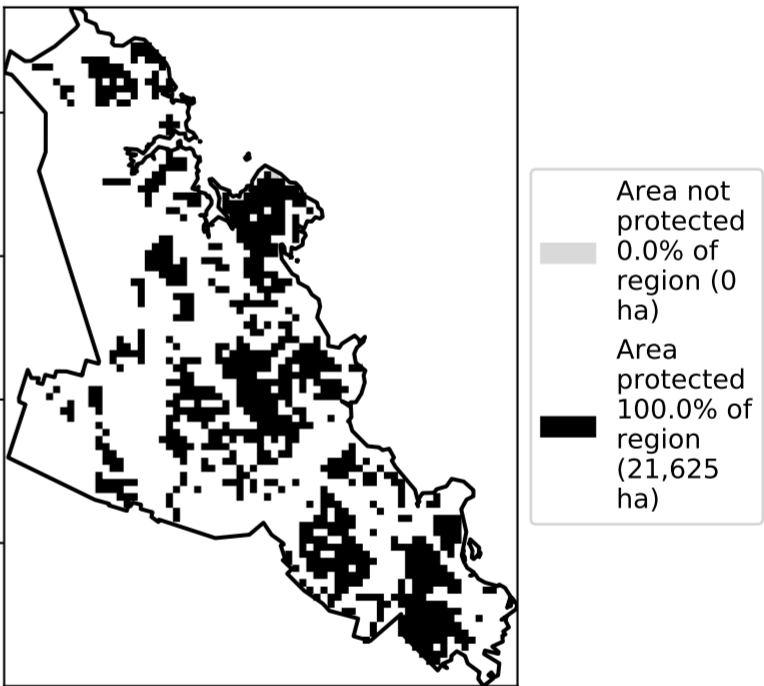 Area not
protected
0.0% of
region (0
ha)
Area
protected
100.0% of
region
(21,625
ha)